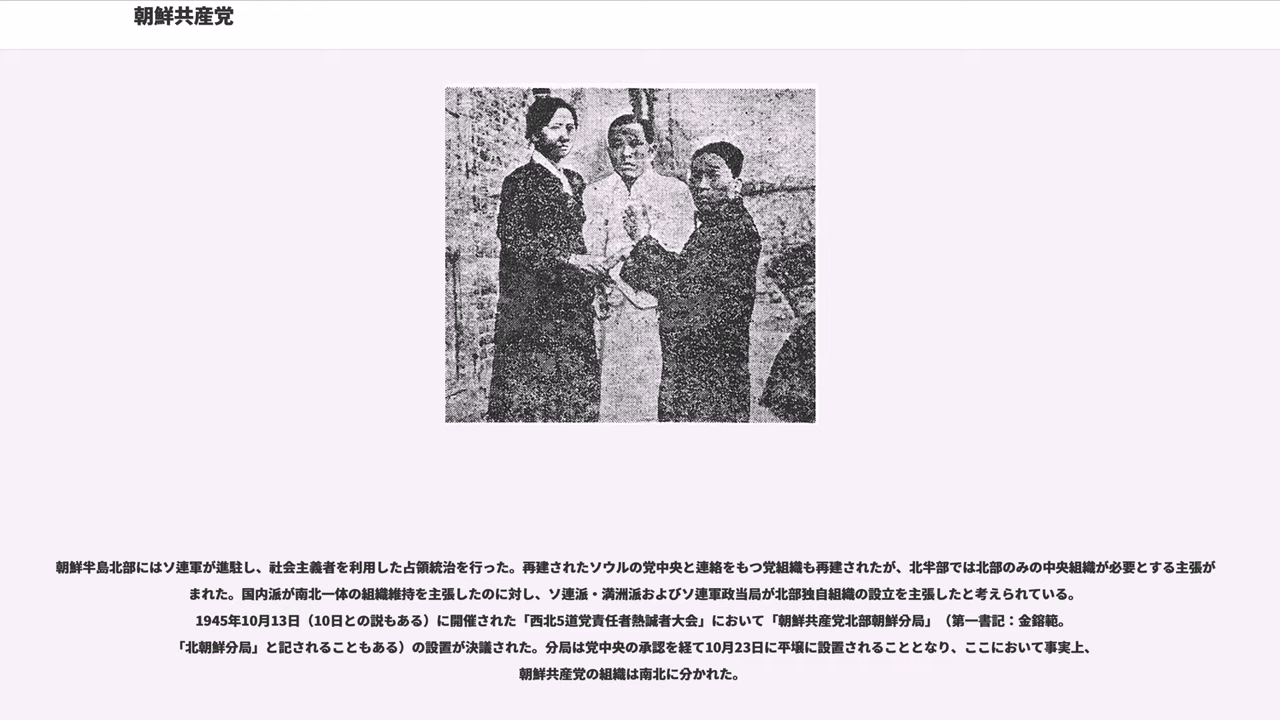 朝鮮共産党
朝鮮半島北部にはソ連軍が進駐し、社会主義者を利用した占領統治を行った。再建されたソウルの党中央と連絡をもつ党組織も再建されたが、北半部では北部のみの中央組織が必要とする主張が
まれた。国内派が南北一体の組織維持を主張したのに対し、ソ連派・満洲派およびソ連軍政当局が北部独自組織の設立を主張したと考えられている。
1945年10月13日（10日との説もある）に開催された「西北5道党責任者熱誠者大会」において「朝鮮共産党北部朝鮮分局」（第一書記：金鎔範。
「北朝鮮分局」と記されることもある）の設置が決議された。分局は党中央の承認を経て10月23日に平壌に設置されることとなり、ここにおいて事実上、
朝鮮共産党の組織は南北に分かれた。